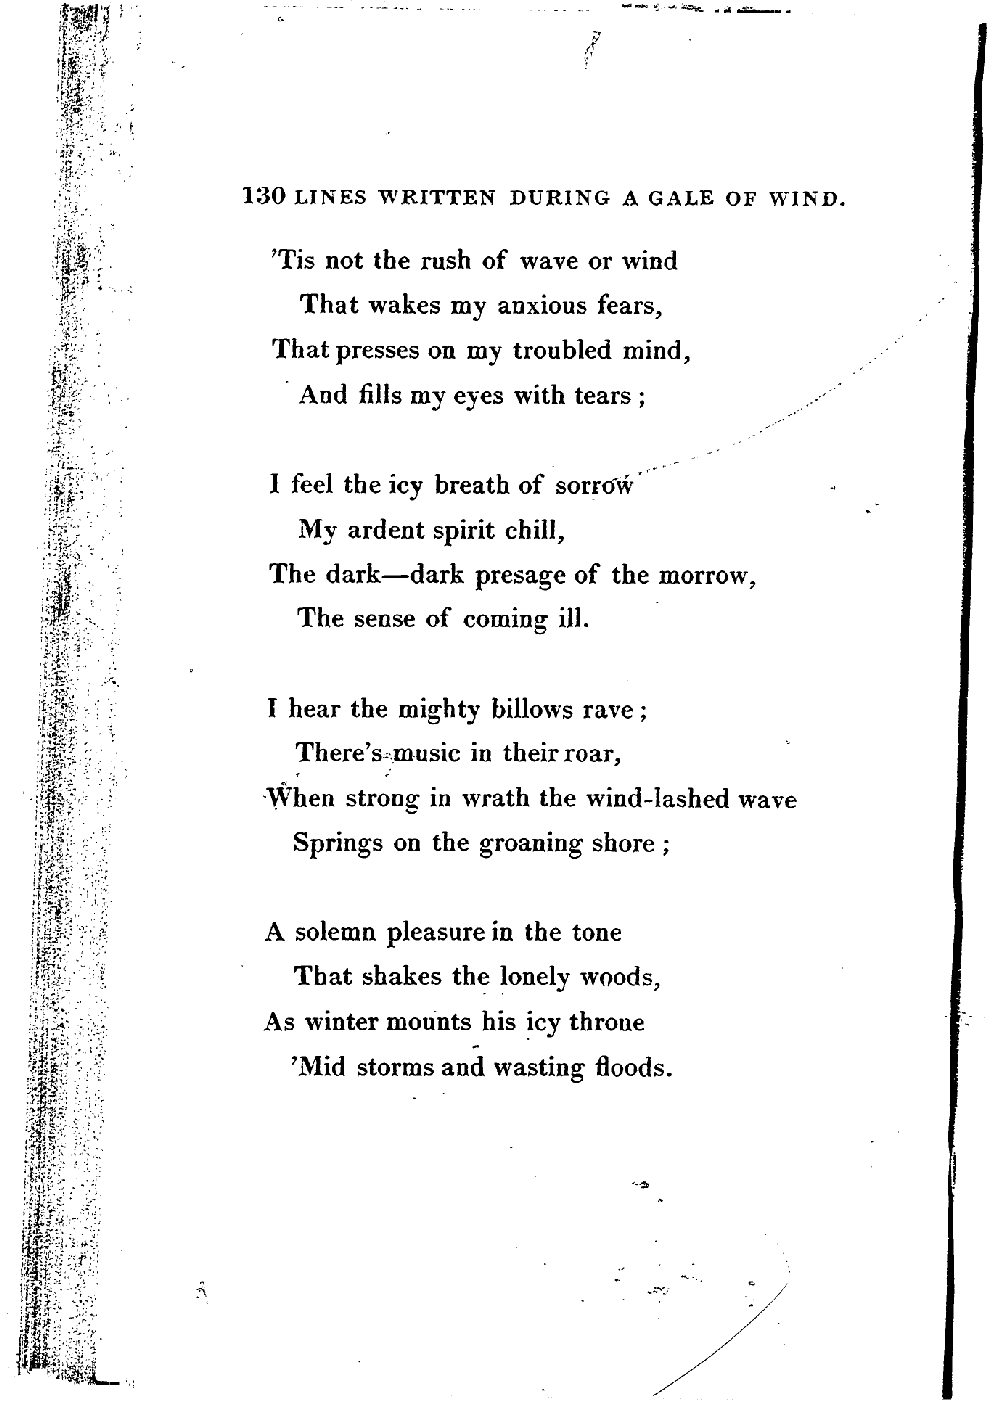 130 LINES WRITTEN DURING A GALE OF WIND.
'Tis not the rush of wave or wind
That wakes my anxious fears,
That presses on my troubled mind,
And fills my eyes with tears ;
I feel the icy breath of sorrow
My ardent spirit chill,
The dark—dark presage of the morrow,
The sense of coming ill.
I hear the mighty billows rave ;
There's music in their roar,
When strong in wrath the wind-lashed wave
Springs on the groaning shore ;
A solemn pleasure in the tone
That shakes the lonely woods,
As winter mounts his icy throne
'Mid storms and wasting floods.